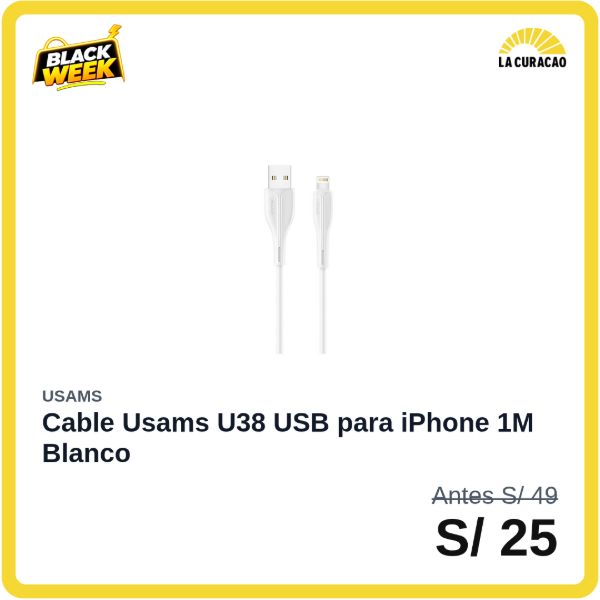 BLACK
WEEK
LA CURACAO
USAMS
Cable Usams U38 USB para iPhone 1M
Blanco
Antes S/ 49
S/ 25